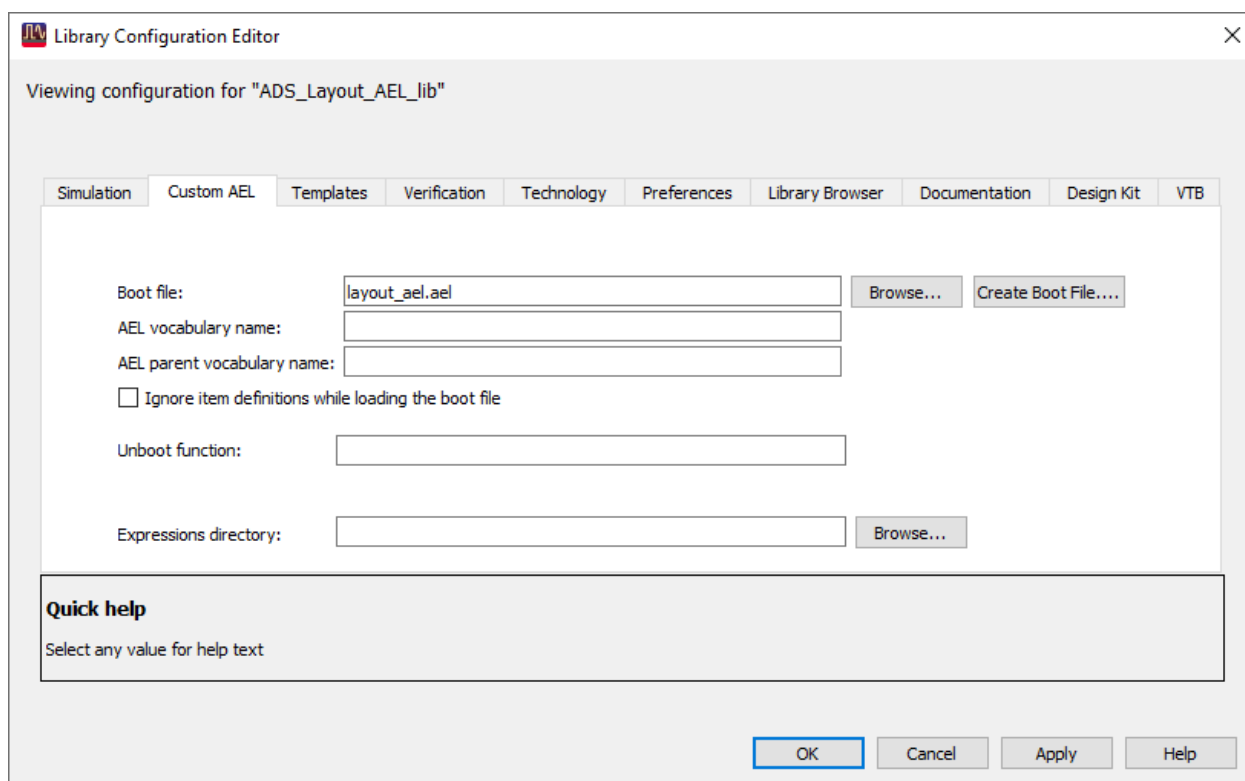 Library Configuration Editor
Viewing configuration for "ADS_Layout_AEL_lib"
Simulation Custom AEL Templates Verification Technology Preferences Library Browser Documentation Design Kit VTB
Boot file: layout_ael.ael Browse... Create Boot File....
AEL vocabulary name:
AEL parent vocabulary name:
Ignore item definitions while loading the boot file
Unboot function:
Expressions directory: Browse...
Quick help
Select any value for help text
OK Cancel Apply Help